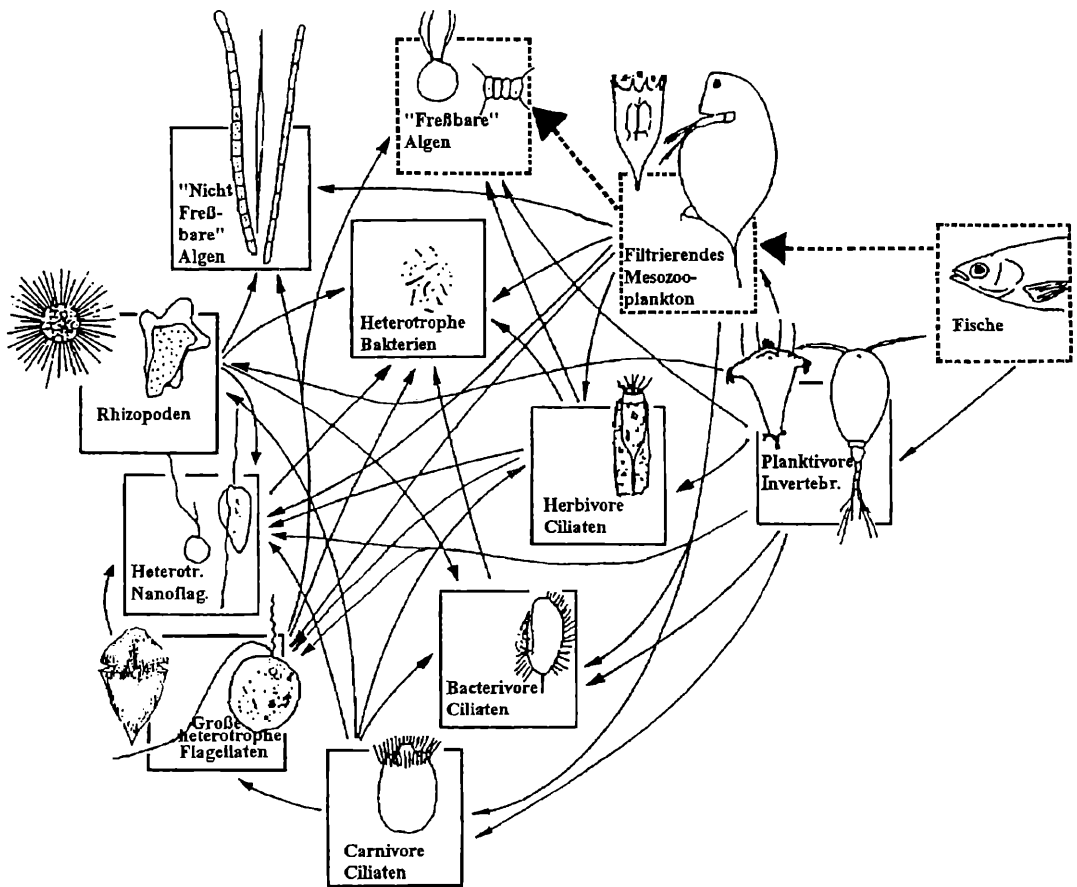 "Freßbare"
Algen
"Nicht
Freß-
bare"
Algen
Filtrierendes
Mesozoo-
plankton
Fische
Heterotrophe
Bakterien
Rhizopoden
Planktivore
Invertebr.
Herbivore
Ciliaten
Heterotr.
Nanoflag.
Bacterivore
Ciliaten
Große
heterotrophe
Flagellaten
Carnivore
Ciliaten